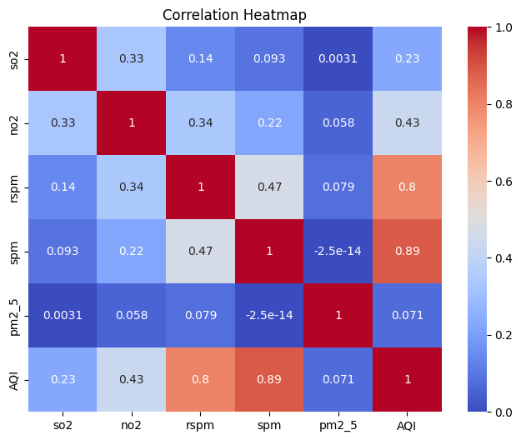 Correlation Heatmap
so2 1 0.33 0.14 0.093 0.0031 0.23
no2 0.33 1 0.34 0.22 0.058 0.43
rspm 0.14 0.34 1 0.47 0.079 0.8
spm 0.093 0.22 0.47 1 -2.5e-14 0.89
pm2_5 0.0031 0.058 0.079 -2.5e-14 1 0.071
AQI 0.23 0.43 0.8 0.89 0.071 1
so2 no2 rspm spm pm2_5 AQI
1.0
0.8
0.6
0.4
0.2
0.0